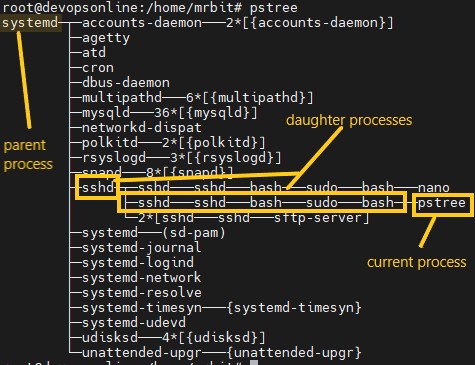 root@devopsonline:/home/mrbit# pstree
systemd─┬─accounts-daemon───2*[{accounts-daemon}]
├─agetty
├─atd
├─cron
├─dbus-daemon
├─multipathd───6*[{multipathd}]
├─mysqld───36*[{mysqld}]
├─networkd-dispat
daughter processes
├─polkitd───2*[{polkitd}]
parent
process
├─rsyslogd───3*[{rsyslogd}]
├─snapd───8*[{snapd}]
├─sshd─┬─sshd───sshd───bash───sudo───bash───nano
│      ├─sshd───sshd───bash───sudo───bash───pstree
│      └─2*[sshd───sshd───sftp-server]
├─systemd───(sd-pam)
├─systemd-journal
current process
├─systemd-logind
├─systemd-network
├─systemd-resolve
├─systemd-timesyn───{systemd-timesyn}
├─systemd-udevd
├─udisksd───4*[{udisksd}]
└─unattended-upgr───{unattended-upgr}